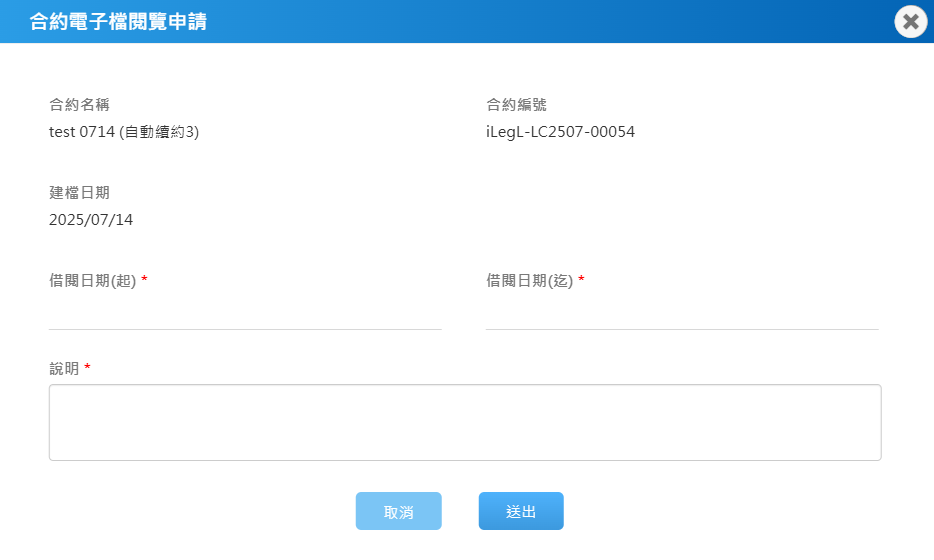 合約電子檔閱覽申請
合約名稱
test 0714 (自動續約3)
合約編號
iLegL-LC2507-00054
建檔日期
2025/07/14
借閱日期(起) *
借閱日期(迄) *
說明 *
取消
送出